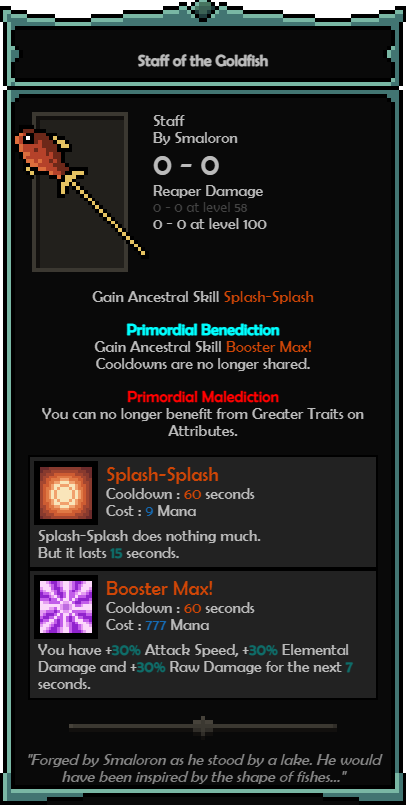 Staff of the Goldfish
Staff
By Smaloron
0 - 0
Reaper Damage
0 - 0 at level 58
0 - 0 at level 100
Gain Ancestral Skill Splash-Splash
Primordial Benediction
Gain Ancestral Skill Booster Max!
Cooldowns are no longer shared.
Primordial Malediction
You can no longer benefit from Greater Traits on
Attributes.
Splash-Splash
Cooldown : 60 seconds
Cost : 9 Mana
Splash-Splash does nothing much.
But it lasts 15 seconds.
Booster Max!
Cooldown : 60 seconds
Cost : 777 Mana
You have +30% Attack Speed, +30% Elemental
Damage and +30% Raw Damage for the next 7
seconds.
"Forged by Smaloron as he stood by a lake. He would
have been inspired by the shape of fishes..."